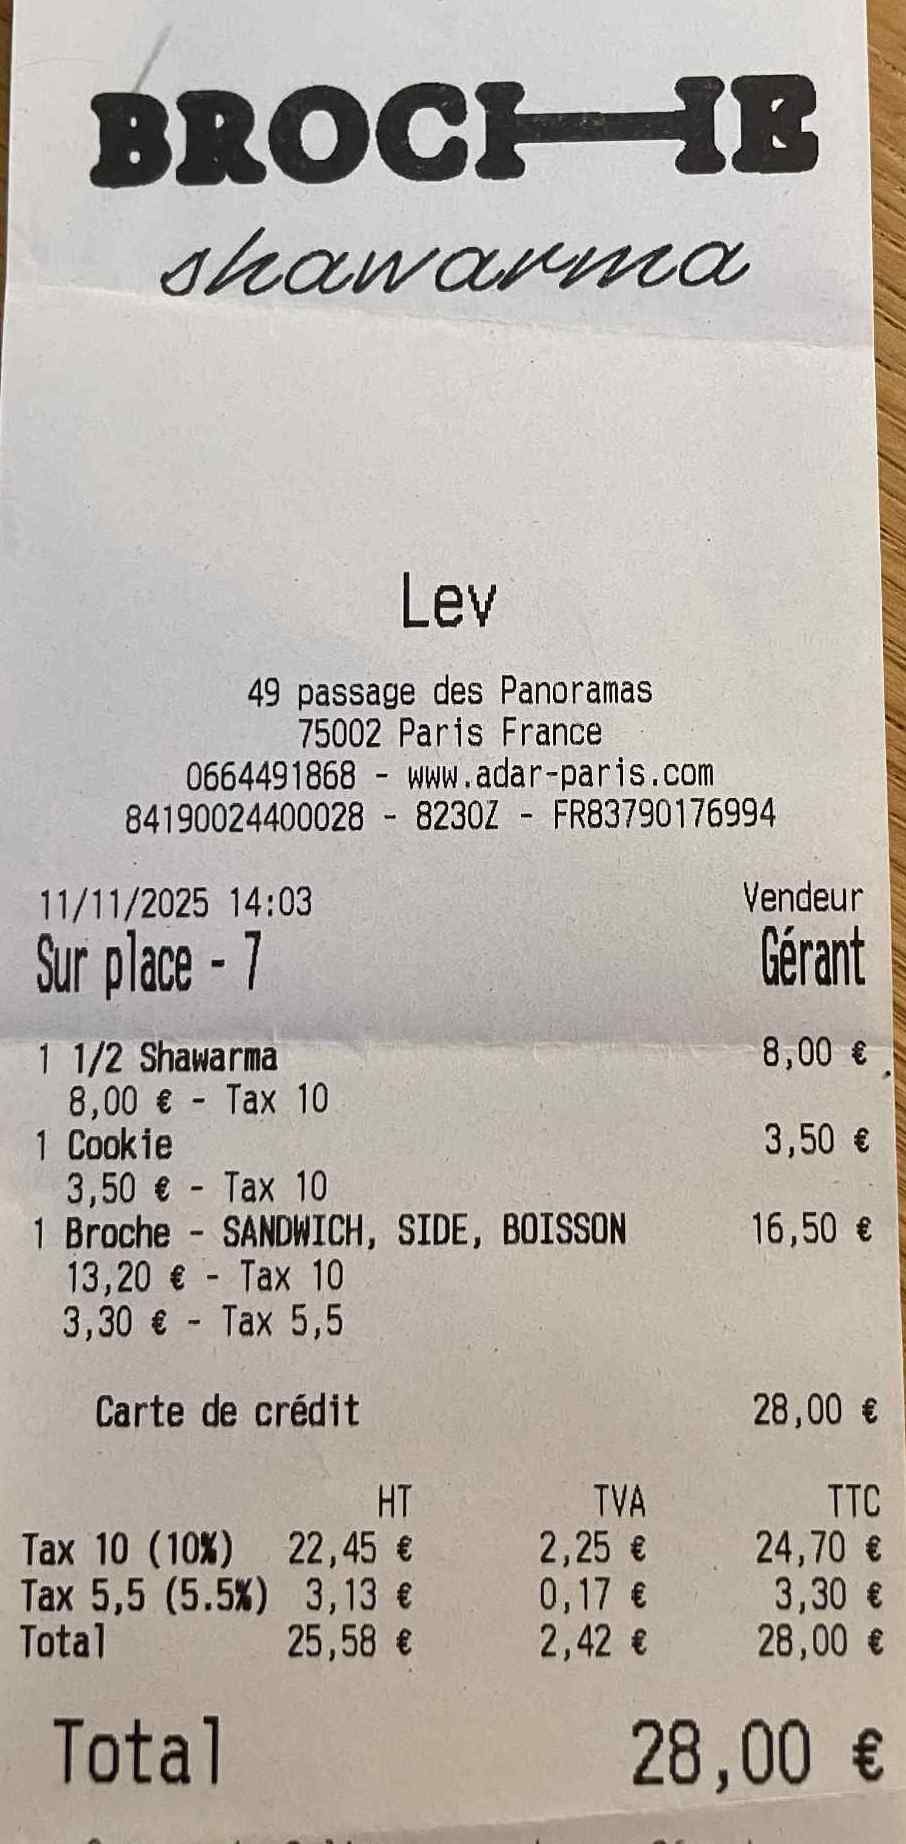 BROCHE
shawarma
Lev
49 passage des Panoramas
75002 Paris France
0664491868 - www.adar-paris.com
84190024400028 - 8230Z - FR83790176994
11/11/2025 14:03 Vendeur
Sur place - 7 Gérant
1 1/2 Shawarma 8,00 €
8,00 € - Tax 10
1 Cookie 3,50 €
3,50 € - Tax 10
1 Broche - SANDWICH, SIDE, BOISSON 16,50 €
13,20 € - Tax 10
3,30 € - Tax 5,5
Carte de crédit 28,00 €
HT TVA TTC
Tax 10 (10%) 22,45 € 2,25 € 24,70 €
Tax 5,5 (5.5%) 3,13 € 0,17 € 3,30 €
Total 25,58 € 2,42 € 28,00 €
Total 28,00 €